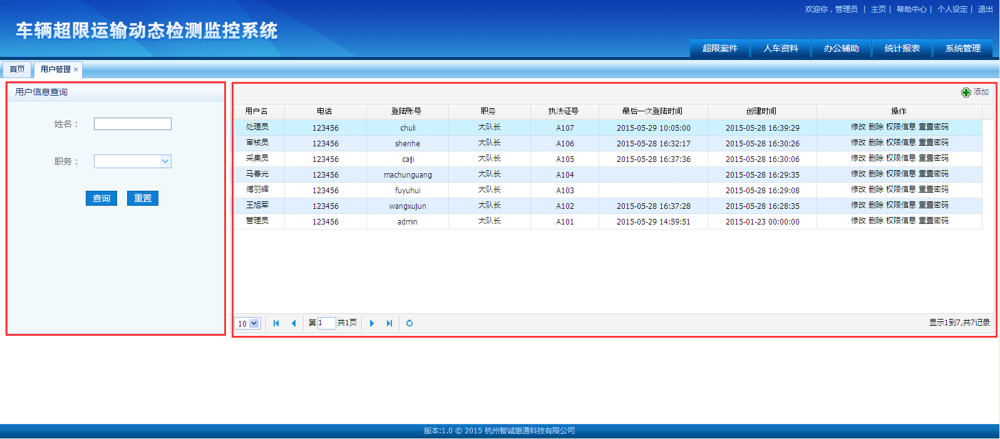 欢迎你，管理员 | 主页 | 帮助中心 | 个人设定 | 退出
车辆超限运输动态检测监控系统
超限案件 人车资料 办公辅助 统计报表 系统管理
首页 用户管理 ×
用户信息查询
姓名：
职务：
查询 重置
添加
用户名 电话 登陆账号 职务 执法证号 最后一次登陆时间 创建时间 操作
处理员 123456 chuli 大队长 A107 2015-05-29 10:05:00 2015-05-28 16:39:29 修改 删除 权限信息 重置密码
审核员 123456 shenhe 大队长 A106 2015-05-28 16:32:17 2015-05-28 16:30:26 修改 删除 权限信息 重置密码
采集员 123456 caiji 大队长 A105 2015-05-28 16:37:36 2015-05-28 16:30:06 修改 删除 权限信息 重置密码
马春光 123456 machunguang 大队长 A104 2015-05-28 16:29:35 修改 删除 权限信息 重置密码
傅羽辉 123456 fuyuhui 大队长 A103 2015-05-28 16:29:08 修改 删除 权限信息 重置密码
王旭军 123456 wangxujun 大队长 A102 2015-05-28 16:37:28 2015-05-28 16:28:35 修改 删除 权限信息 重置密码
管理员 123456 admin 大队长 A101 2015-05-29 14:59:51 2015-01-23 00:00:00 修改 删除 权限信息 重置密码
10 第 1 共1页 显示1到7,共7记录
版本:1.0 © 2015 杭州智诚惠通科技有限公司